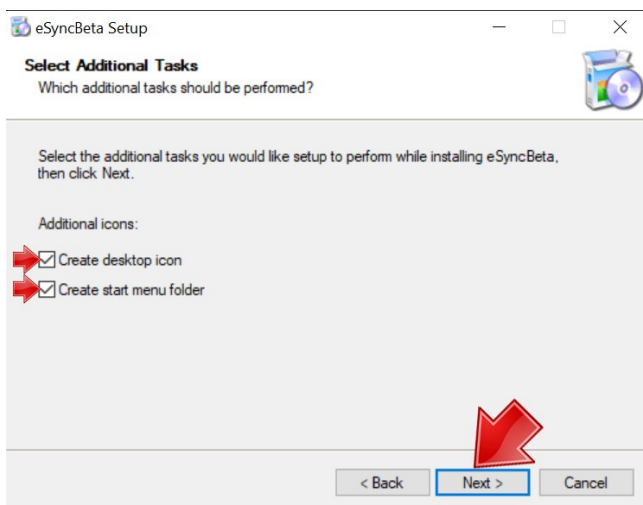 eSyncBeta Setup
Select Additional Tasks
Which additional tasks should be performed?
Select the additional tasks you would like setup to perform while installing eSyncBeta,
then click Next.
Additional icons:
Create desktop icon
Create start menu folder
< Back Next > Cancel